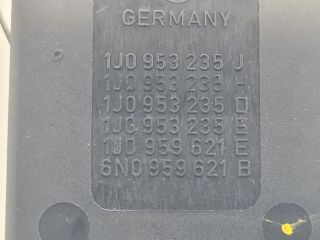 GERMANY
1J0 953 235 J
1J0 953 235 H
1J0 953 235 D
1J0 953 235 E
1J0 959 621 E
6N0 959 621 B